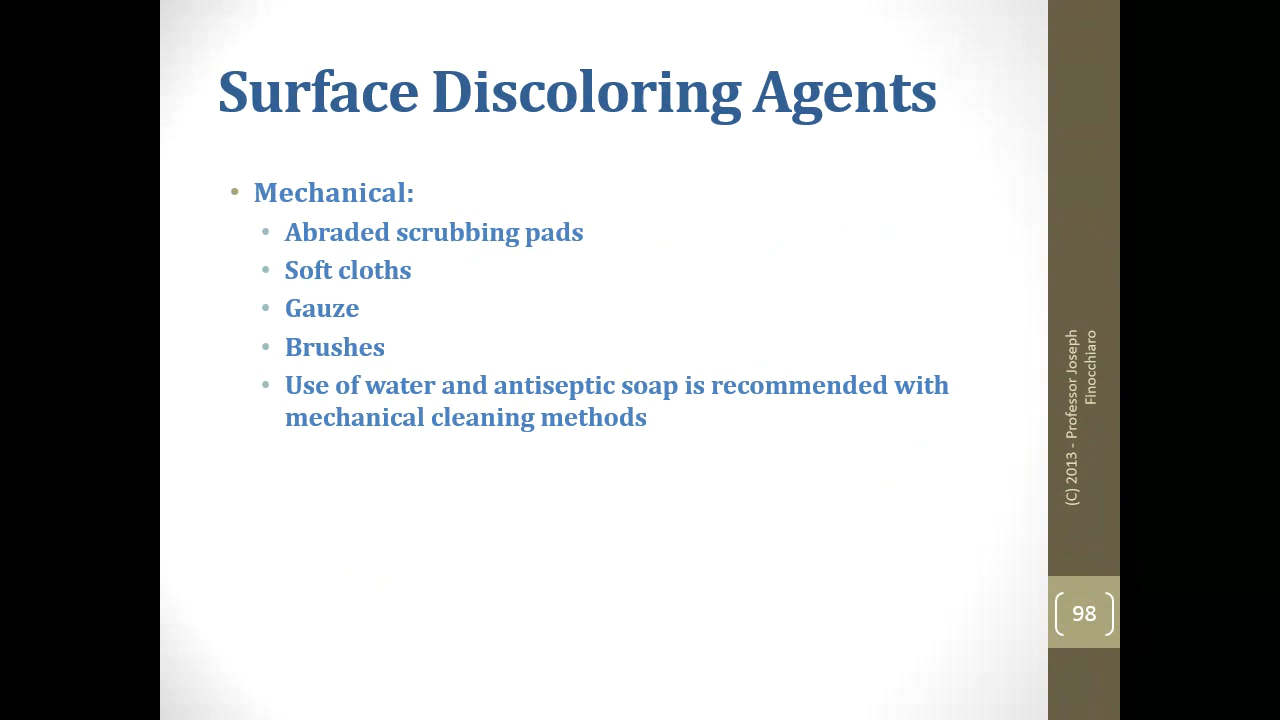 Surface Discoloring Agents
• Mechanical:
• Abraded scrubbing pads
• Soft cloths
• Gauze
• Brushes
• Use of water and antiseptic soap is recommended with
mechanical cleaning methods
(C) 2013 - Professor Joseph
Finocchiaro
98